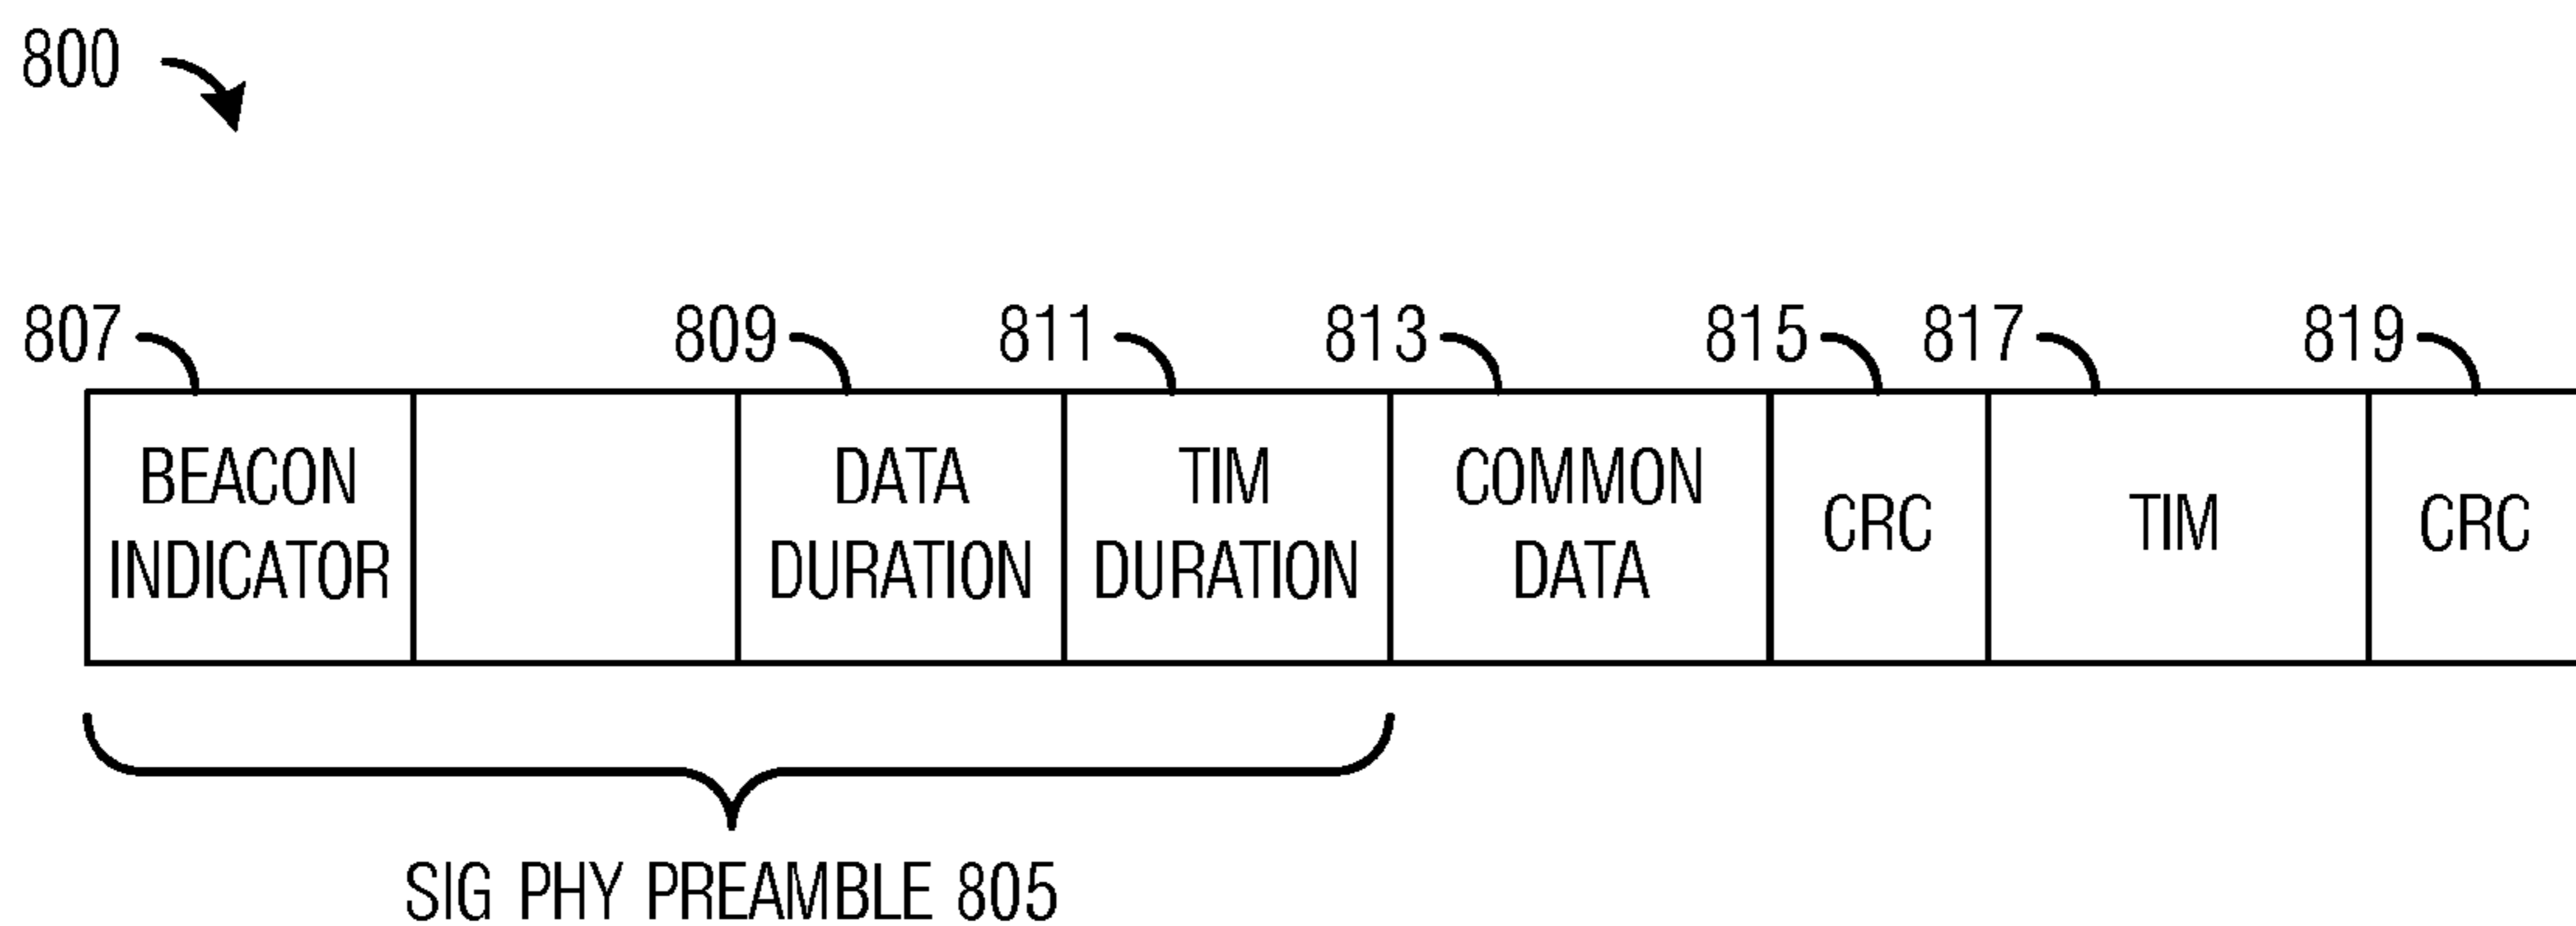 800
807
809
811
813
815
817
819
BEACON
INDICATOR
DATA
DURATION
TIM
DURATION
COMMON
DATA
CRC
TIM
CRC
SIG PHY PREAMBLE 805